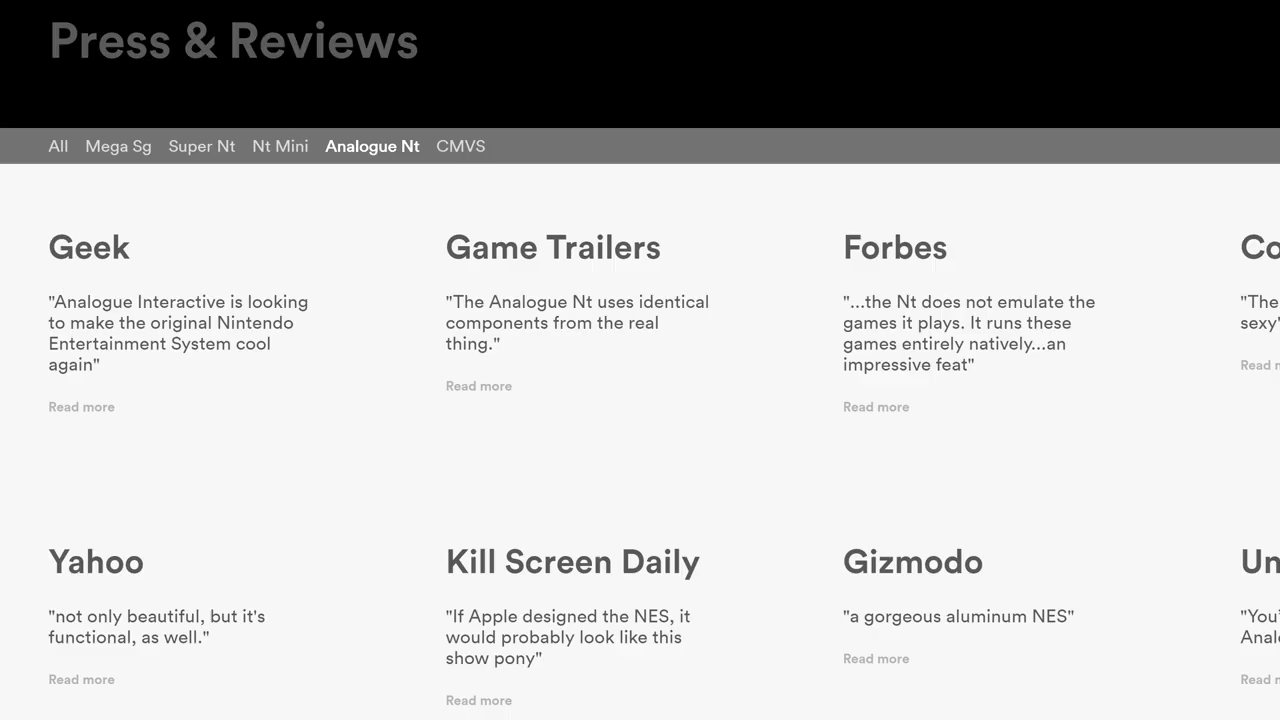 Press & Reviews
All Mega Sg Super Nt Nt Mini Analogue Nt CMVS
Geek
"Analogue Interactive is looking
to make the original Nintendo
Entertainment System cool
again"
Read more
Game Trailers
"The Analogue Nt uses identical
components from the real
thing."
Read more
Forbes
"...the Nt does not emulate the
games it plays. It runs these
games entirely natively...an
impressive feat"
Read more
"The
sexy"
Read
Yahoo
"not only beautiful, but it's
functional, as well."
Read more
Kill Screen Daily
"If Apple designed the NES, it
would probably look like this
show pony"
Read more
Gizmodo
"a gorgeous aluminum NES"
Read more
Read